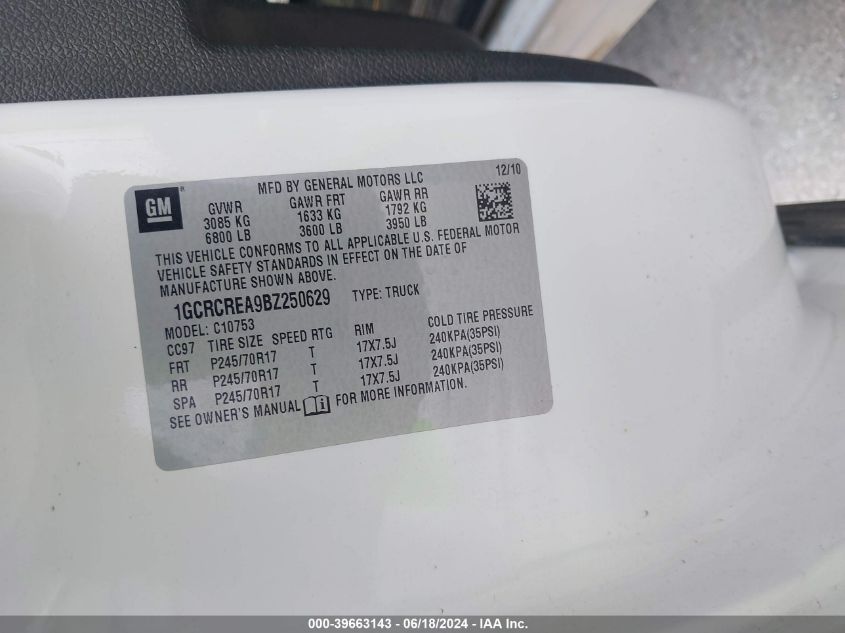 GM
MFD BY GENERAL MOTORS LLC 12/10
GVWR GAWR FRT GAWR RR
3085 KG 1633 KG 1792 KG
6800 LB 3600 LB 3950 LB
THIS VEHICLE CONFORMS TO ALL APPLICABLE U.S. FEDERAL MOTOR
VEHICLE SAFETY STANDARDS IN EFFECT ON THE DATE OF
MANUFACTURE SHOWN ABOVE.
1GCRCREA9BZ250629 TYPE: TRUCK
MODEL: C10753
CC97 TIRE SIZE SPEED RTG RIM COLD TIRE PRESSURE
FRT P245/70R17 T 17X7.5J 240KPA(35PSI)
RR P245/70R17 T 17X7.5J 240KPA(35PSI)
SPA P245/70R17 T 17X7.5J 240KPA(35PSI)
SEE OWNER'S MANUAL FOR MORE INFORMATION.
000-39663143 - 06/18/2024 - IAA Holdings, LLC.